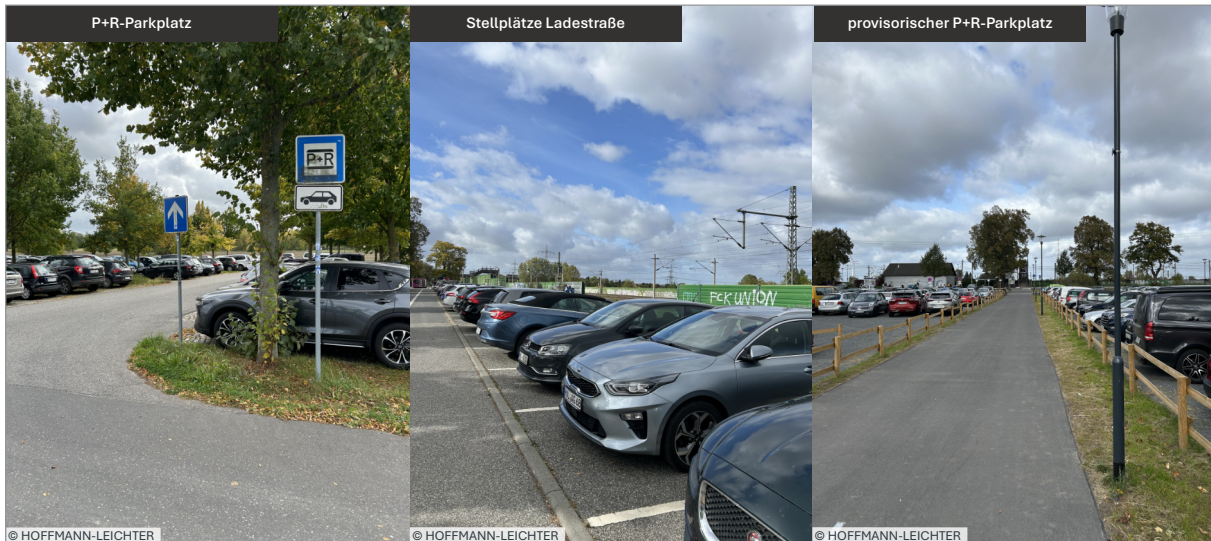 P+R-Parkplatz
P+R
© HOFFMANN-LEICHTER
Stellplätze Ladestraße
FCK UNION
© HOFFMANN-LEICHTER
provisorischer P+R-Parkplatz
© HOFFMANN-LEICHTER